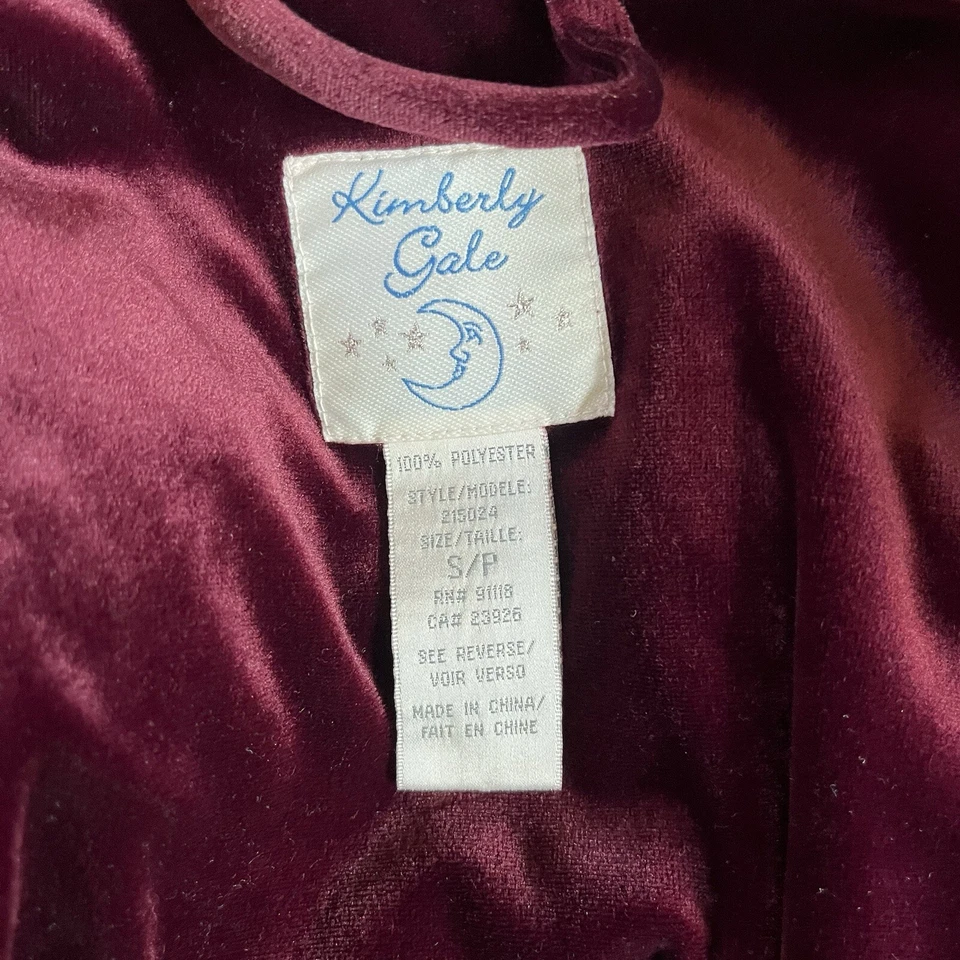 Kimberly
Gale
100% POLYESTER
STYLE/MODELE:
215024
SIZE/TAILLE:
S/P
RN# 91118
CA# 23926
SEE REVERSE/
VOIR VERSO
MADE IN CHINA/
FAIT EN CHINE